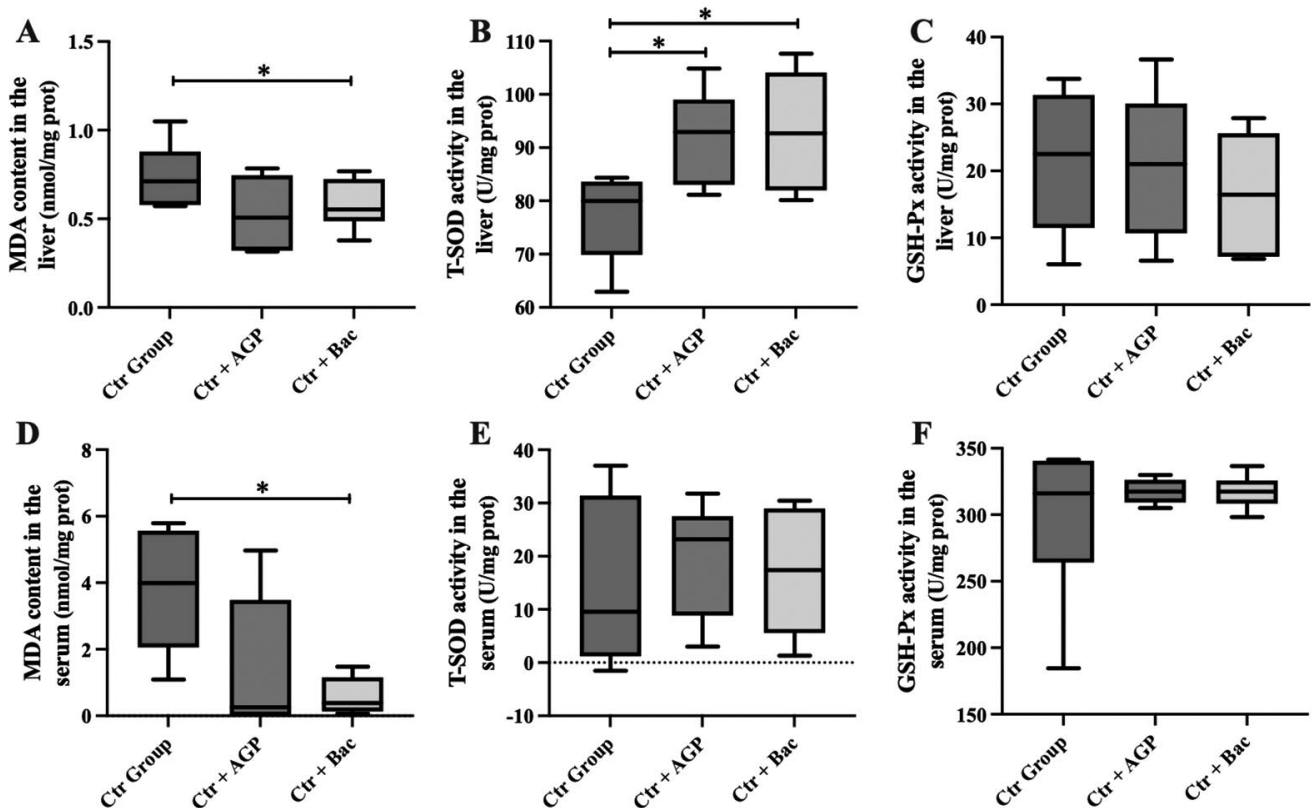 A
MDA content in the
liver (nmol/mg prot)
1.5
1.0
0.5
0.0
*
Ctr Group
Ctr + AGP
Ctr + Bac
B
T-SOD activity in the
liver (U/mg prot)
110
100
90
80
70
60
*
*
Ctr Group
Ctr + AGP
Ctr + Bac
C
GSH-Px activity in the
liver (U/mg prot)
40
30
20
10
0
Ctr Group
Ctr + AGP
Ctr + Bac
D
MDA content in the
serum (nmol/mg prot)
8
6
4
2
0
*
Ctr Group
Ctr + AGP
Ctr + Bac
E
T-SOD activity in the
serum (U/mg prot)
40
30
20
10
0
-10
Ctr Group
Ctr + AGP
Ctr + Bac
F
GSH-Px activity in the
serum (U/mg prot)
350
300
250
200
150
Ctr Group
Ctr + AGP
Ctr + Bac